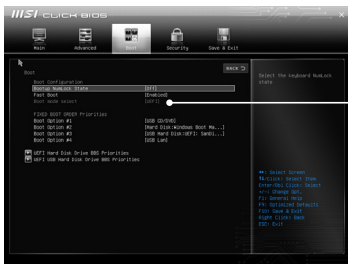 msi CLICK BIOS
Main
Advanced
Boot
Security
Save & Exit
BACK
Boot
Boot Configuration
Bootup NumLock State [Off]
Fast Boot [Enabled]
Boot mode select [UEFI]
FIXED BOOT ORDER Priorities
Boot Option #1 [USB CD/DVD]
Boot Option #2 [Hard Disk:Windows Boot Ma...]
Boot Option #3 [USB Hard Disk:UEFI: Sandi...]
Boot Option #4 [USB Lan]
UEFI Hard Disk Drive BBS Priorities
UEFI USB Hard Disk Drive BBS Priorities
Select the keyboard NumLock
state
↔: Select Screen
↑↓/Click: Select Item
Enter/Dbl Click: Select
+/-: Change Opt.
F1: General Help
F9: Optimized Defaults
F10: Save & Exit
Right Click: Back
ESC: Exit